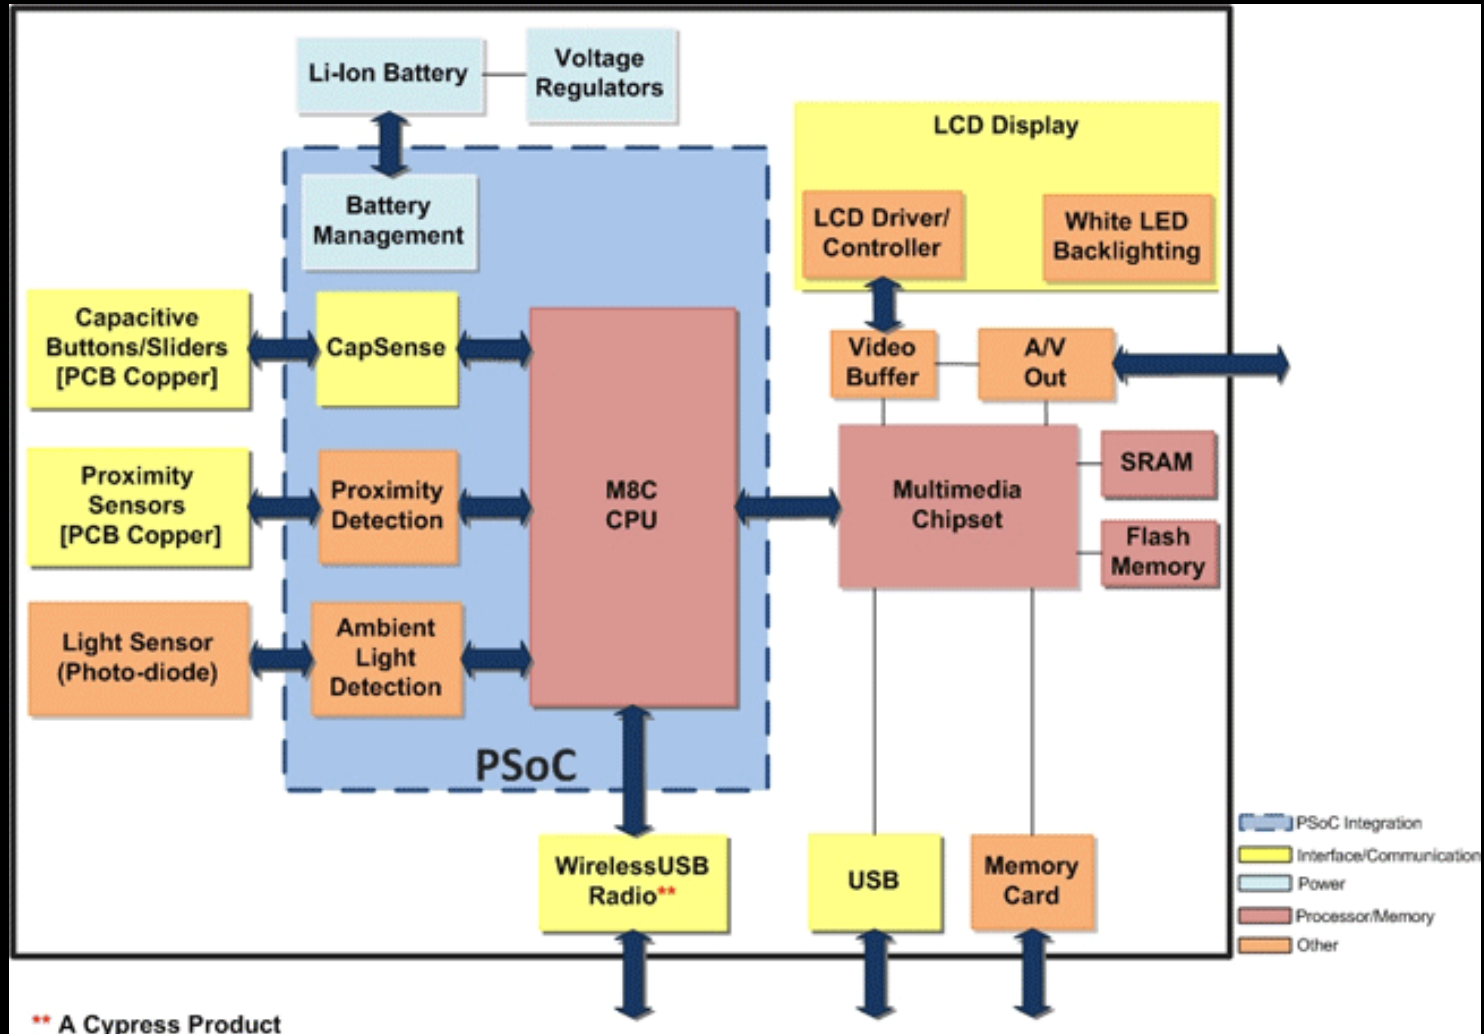 Li-Ion Battery
Voltage
Regulators
LCD Display
Battery
Management
LCD Driver/
Controller
White LED
Backlighting
Capacitive
Buttons/Sliders
[PCB Copper]
CapSense
Video
Buffer
A/V
Out
Proximity
Sensors
[PCB Copper]
Proximity
Detection
M8C
CPU
Multimedia
Chipset
SRAM
Flash
Memory
Light Sensor
(Photo-diode)
Ambient
Light
Detection
PSoC
WirelessUSB
Radio**
USB
Memory
Card
PSoC Integration
Interface/Communication
Power
Processor/Memory
Other
** A Cypress Product